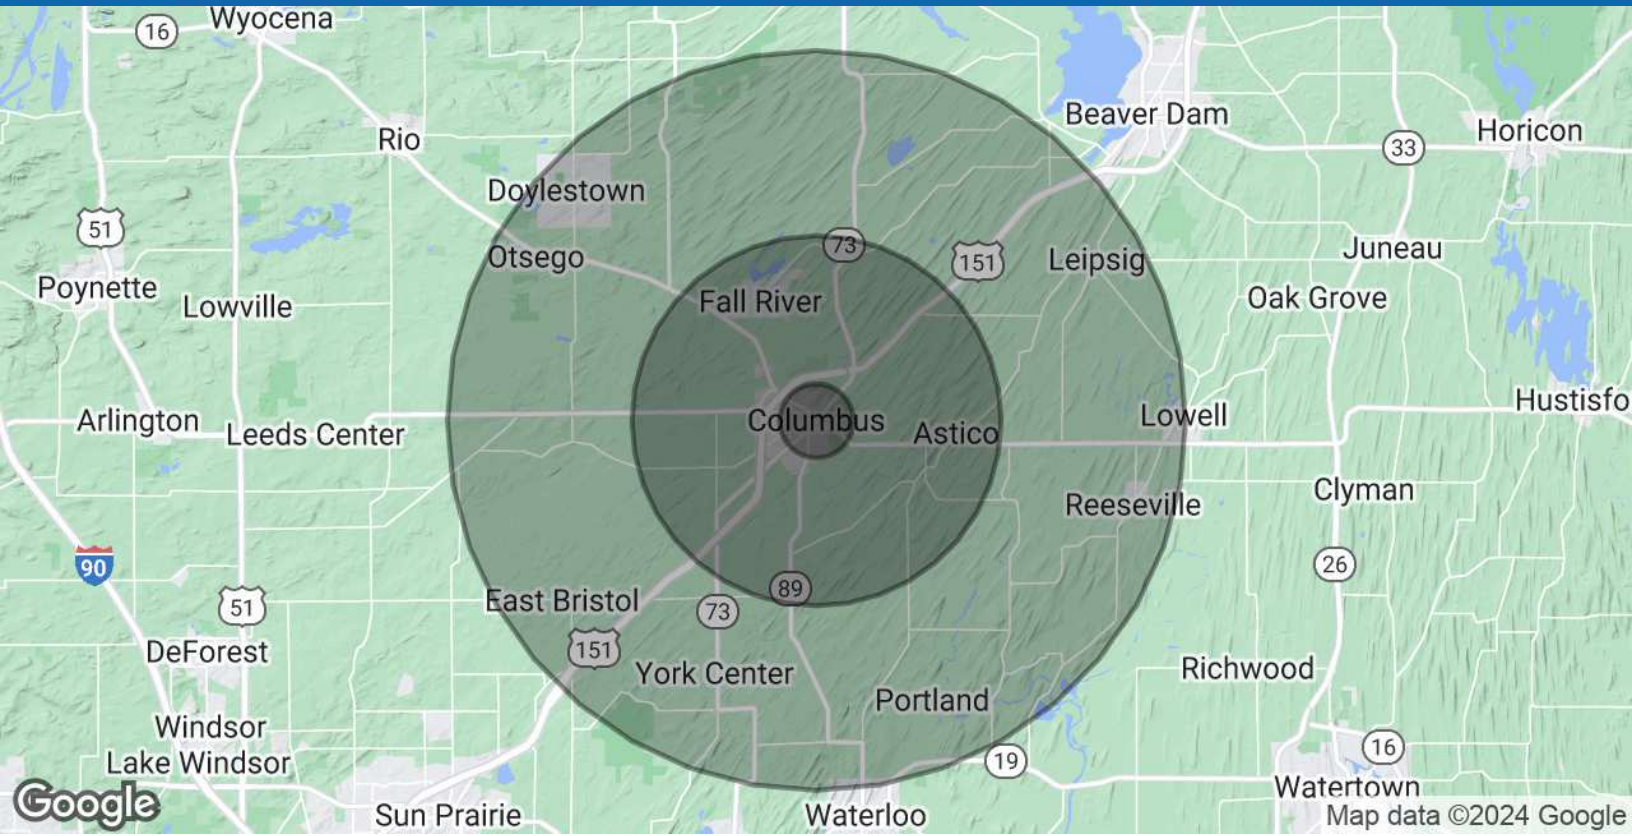 Wyocena
16
Beaver Dam
Horicon
Rio
33
Doylestown
51
73
Juneau
Otsego
151
Leipsig
Poynette
Lowville
Fall River
Oak Grove
Hustisfo
Arlington
Leeds Center
Columbus
Astico
Lowell
Clyman
Reeseville
90
26
51
East Bristol
89
73
DeForest
151
York Center
Richwood
Portland
Windsor
Lake Windsor
19
16
Watertown
Google
Sun Prairie
Waterloo
Map data ©2024 Google